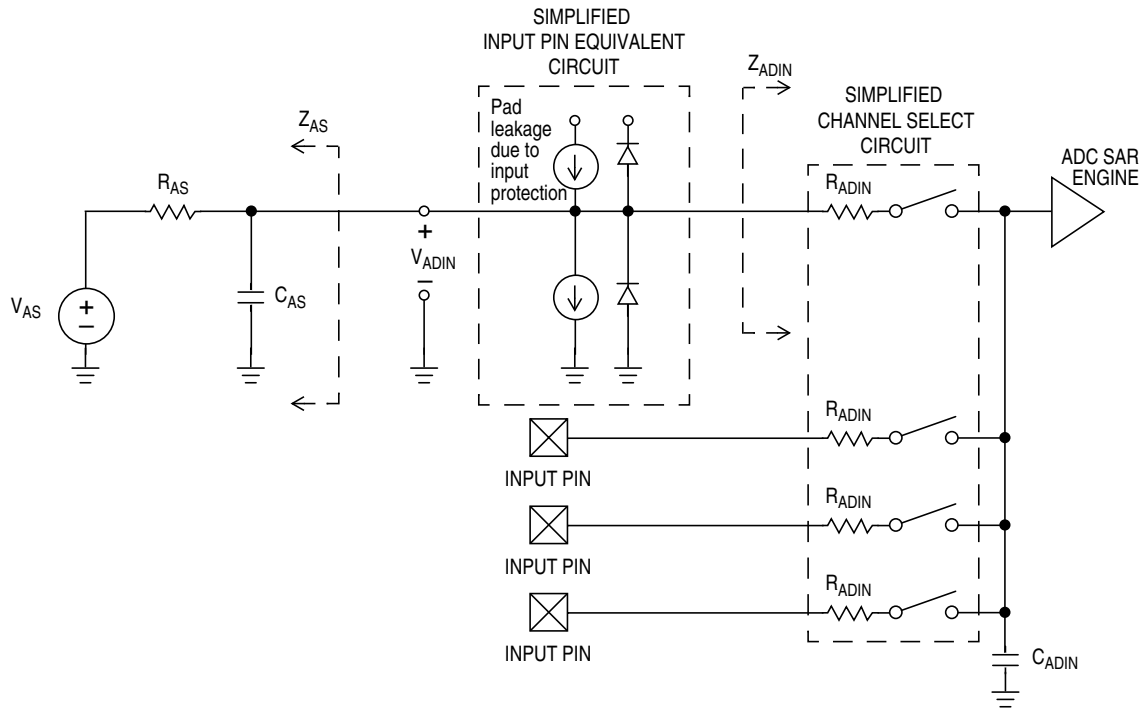 SIMPLIFIED
INPUT PIN EQUIVALENT
CIRCUIT
Pad
leakage
due to
input
protection
Z_AS
R_AS
V_AS
+
−
C_AS
+
V_ADIN
−
Z_ADIN
SIMPLIFIED
CHANNEL SELECT
CIRCUIT
R_ADIN
ADC SAR
ENGINE
R_ADIN
INPUT PIN
R_ADIN
INPUT PIN
R_ADIN
INPUT PIN
C_ADIN